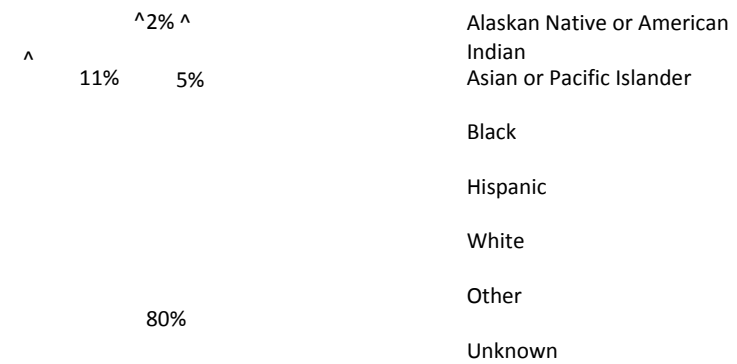 ^2% ^
^
11% 5%
80%
Alaskan Native or American
Indian
Asian or Pacific Islander
Black
Hispanic
White
Other
Unknown